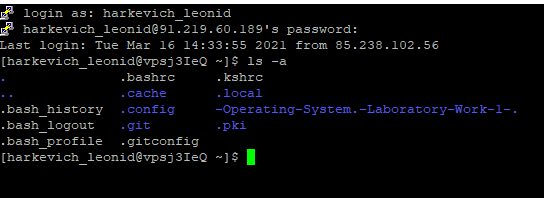 login as: harkevich_leonid
harkevich_leonid@91.219.60.189's password:
Last login: Tue Mar 16 14:33:55 2021 from 85.238.102.56
[harkevich_leonid@vpsj3IeQ ~]$ ls -a
. .bashrc .kshrc
.. .cache .local
.bash_history .config -Operating-System.-Laboratory-Work-1-.
.bash_logout .git .pki
.bash_profile .gitconfig
[harkevich_leonid@vpsj3IeQ ~]$